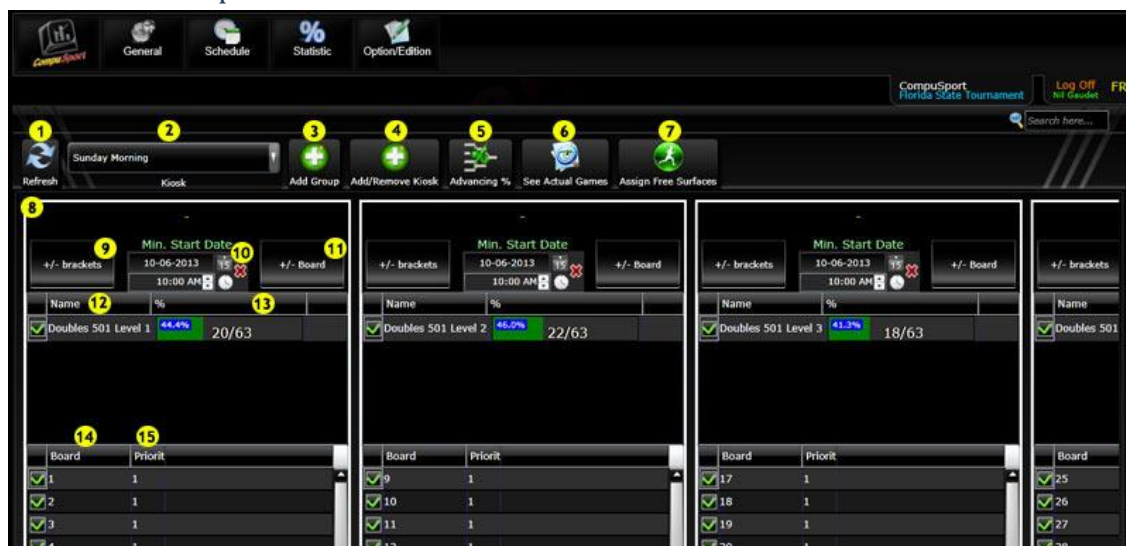 General Schedule Statistic Option/Edition
CompuSport
CompuSport Log Off FR
Florida State Tournament Nil Gaudet
Search here...
1 2 3 4 5 6 7
Sunday Morning
Refresh Kiosk Add Group Add/Remove Kiosk Advancing % See Actual Games Assign Free Surfaces
8
- - -
9 Min. Start Date 10 11 Min. Start Date Min. Start Date
+/- brackets 10-06-2013 15 +/- Board +/- brackets 10-06-2013 15 +/- Board +/- brackets 10-06-2013 15 +/- Board +/- brackets
10:00 AM 10:00 AM 10:00 AM
Name 12 % 13 Name % Name % Name
Doubles 501 Level 1 44.4% 20/63 Doubles 501 Level 2 46.0% 22/63 Doubles 501 Level 3 41.3% 18/63 Doubles 501
14 15
Board Priorit Board Priorit Board Priorit Board
1 1 9 1 17 1 25
2 1 10 1 18 1 26
3 1 11 1 19 1 27